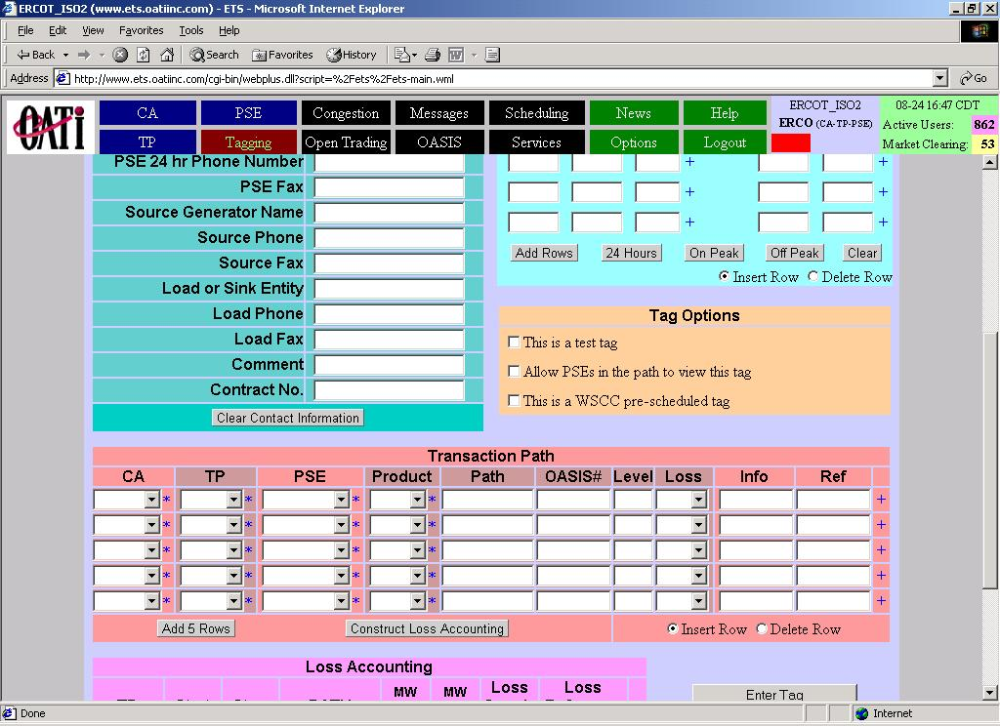 ERCOT_ISO2 (www.ets.oatiinc.com) - ETS - Microsoft Internet Explorer
File Edit View Favorites Tools Help
Back Search Favorites History
Address http://www.ets.oatiinc.com/cgi-bin/webplus.dll?script=%2Fets%2Fets-main.wml Go
OATi CA PSE Congestion Messages Scheduling News Help ERCOT_ISO2 08-24 16:47 CDT
ERCO (CA-TP-PSE) Active Users: 862
TP Tagging Open Trading OASIS Services Options Logout Market Clearing: 53
PSE 24 hr Phone Number + +
PSE Fax + +
Source Generator Name + +
Source Phone
Source Fax
Load or Sink Entity
Load Phone
Load Fax
Comment
Contract No.
Clear Contact Information
Add Rows 24 Hours On Peak Off Peak Clear
Insert Row Delete Row
Tag Options
This is a test tag
Allow PSEs in the path to view this tag
This is a WSCC pre-scheduled tag
Transaction Path
CA TP PSE Product Path OASIS# Level Loss Info Ref
* * * * +
* * * * +
* * * * +
* * * * +
* * * * +
Add 5 Rows Construct Loss Accounting Insert Row Delete Row
Loss Accounting
MW MW Loss Loss
Enter Tag
Done Internet